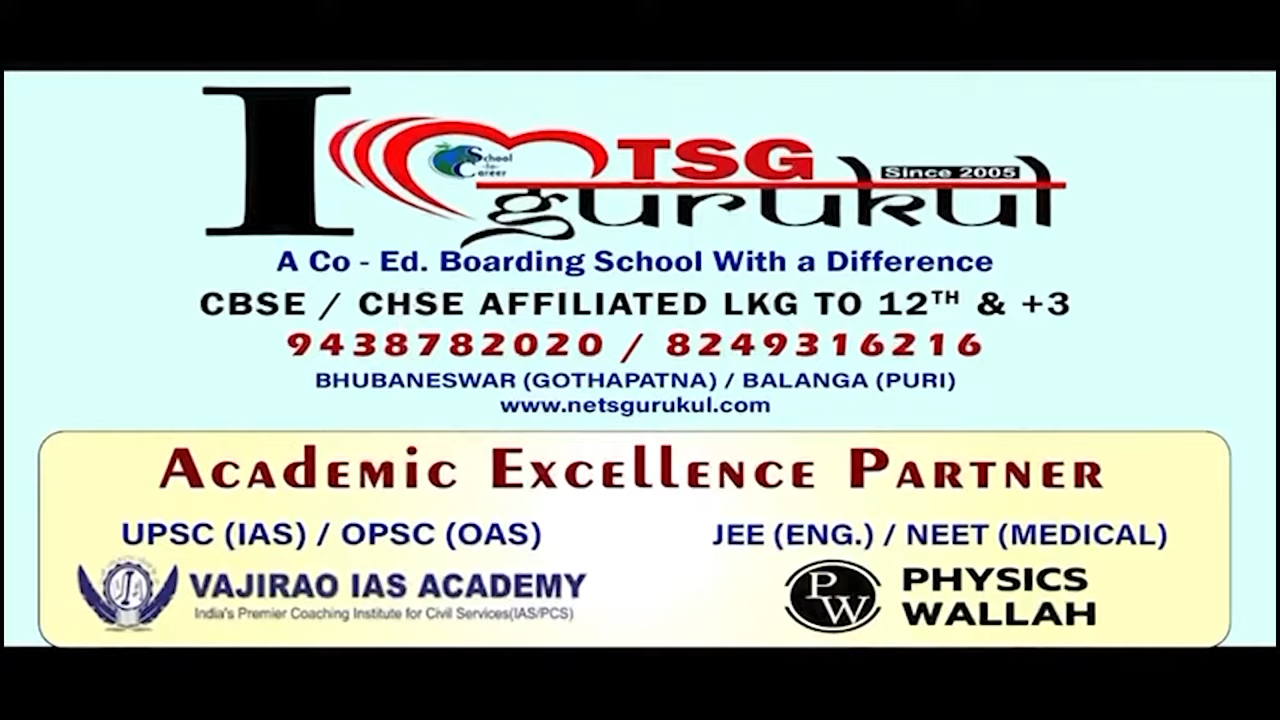 I
School
-to-
Career
TSG
Since 2005
gurukul
A Co - Ed. Boarding School With a Difference
CBSE / CHSE AFFILIATED LKG TO 12TH & +3
9438782020 / 8249316216
BHUBANESWAR (GOTHAPATNA) / BALANGA (PURI)
www.netsgurukul.com
Academic Excellence Partner
UPSC (IAS) / OPSC (OAS)
VIA
VAJIRAO IAS ACADEMY
India's Premier Coaching Institute for Civil Services(IAS/PCS)
JEE (ENG.) / NEET (MEDICAL)
PW
PHYSICS
WALLAH